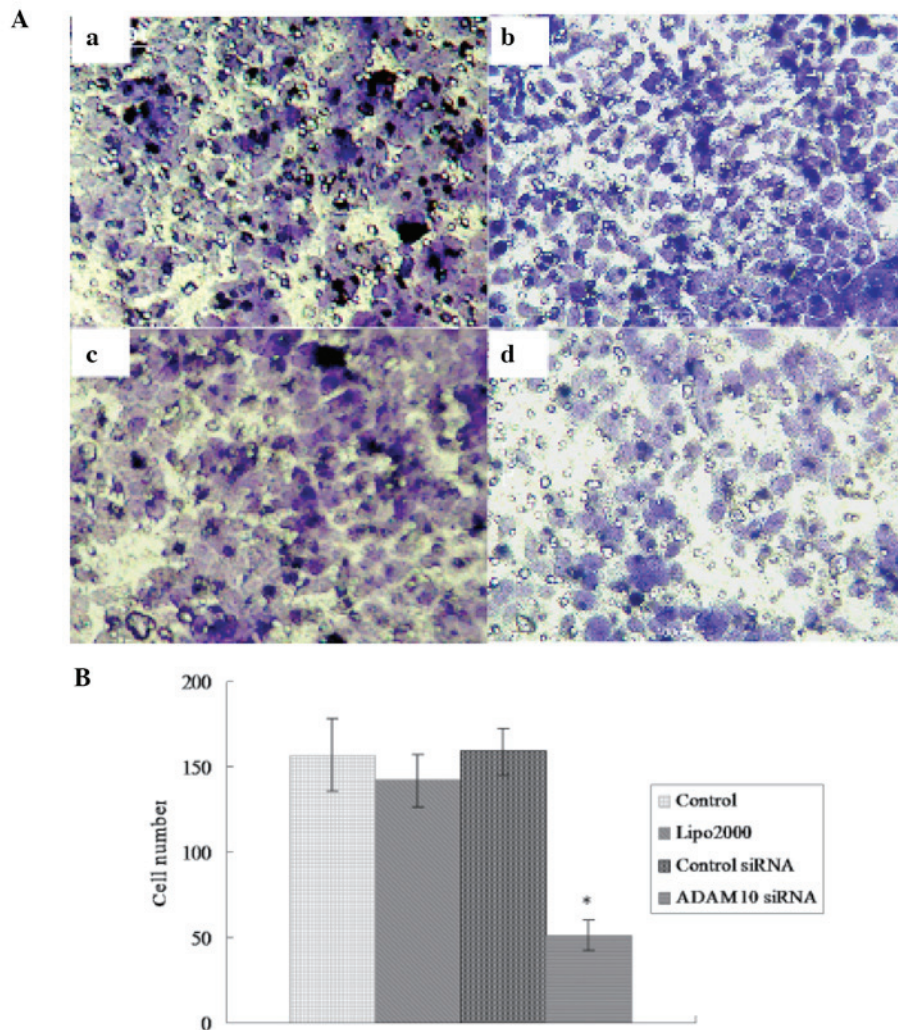 A
a
b
c
d
B
200
150
100
50
0
Cell number
*
Control
Lipo2000
Control siRNA
ADAM10 siRNA